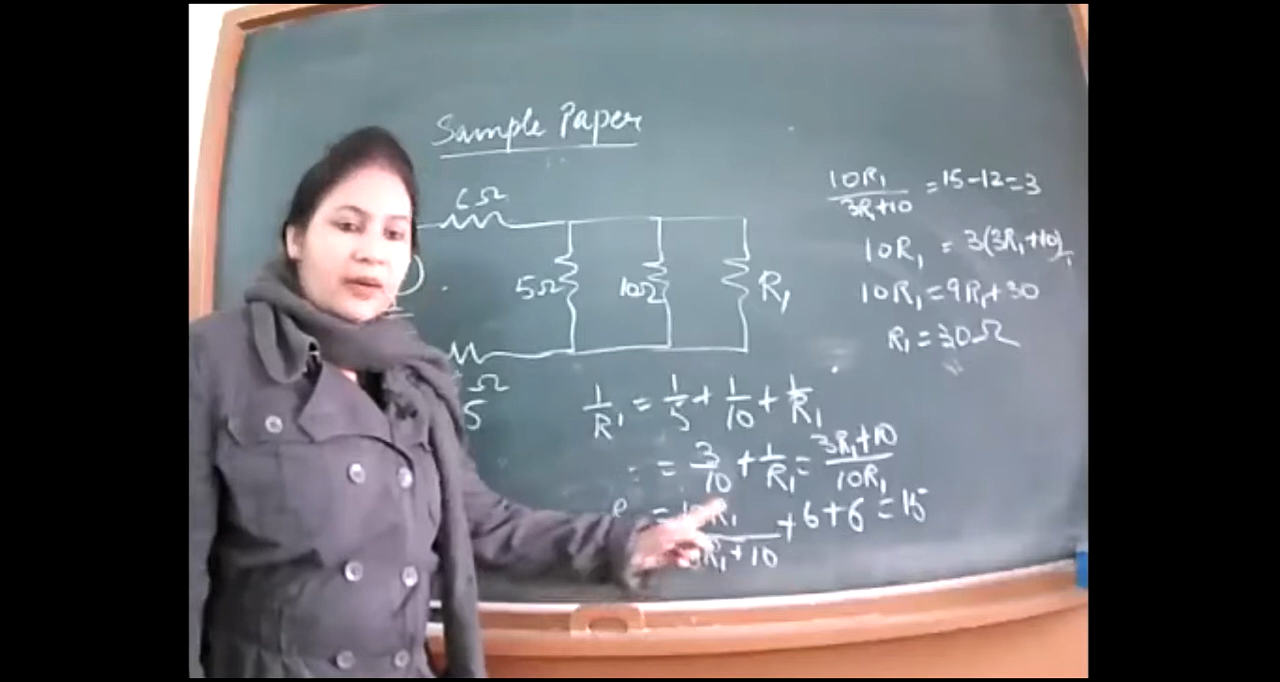 Sample Paper
6Ω
5Ω
10Ω
R₁
Ω
5
1/R' = 1/5 + 1/10 + 1/R₁
= 3/10 + 1/R₁ = (3R₁+10)/10R₁
+ 6 + 6 = 15
10R₁/(3R₁+10) = 15-12 = 3
10R₁ = 3(3R₁+10)
10R₁ = 9R₁+30
R₁ = 30Ω